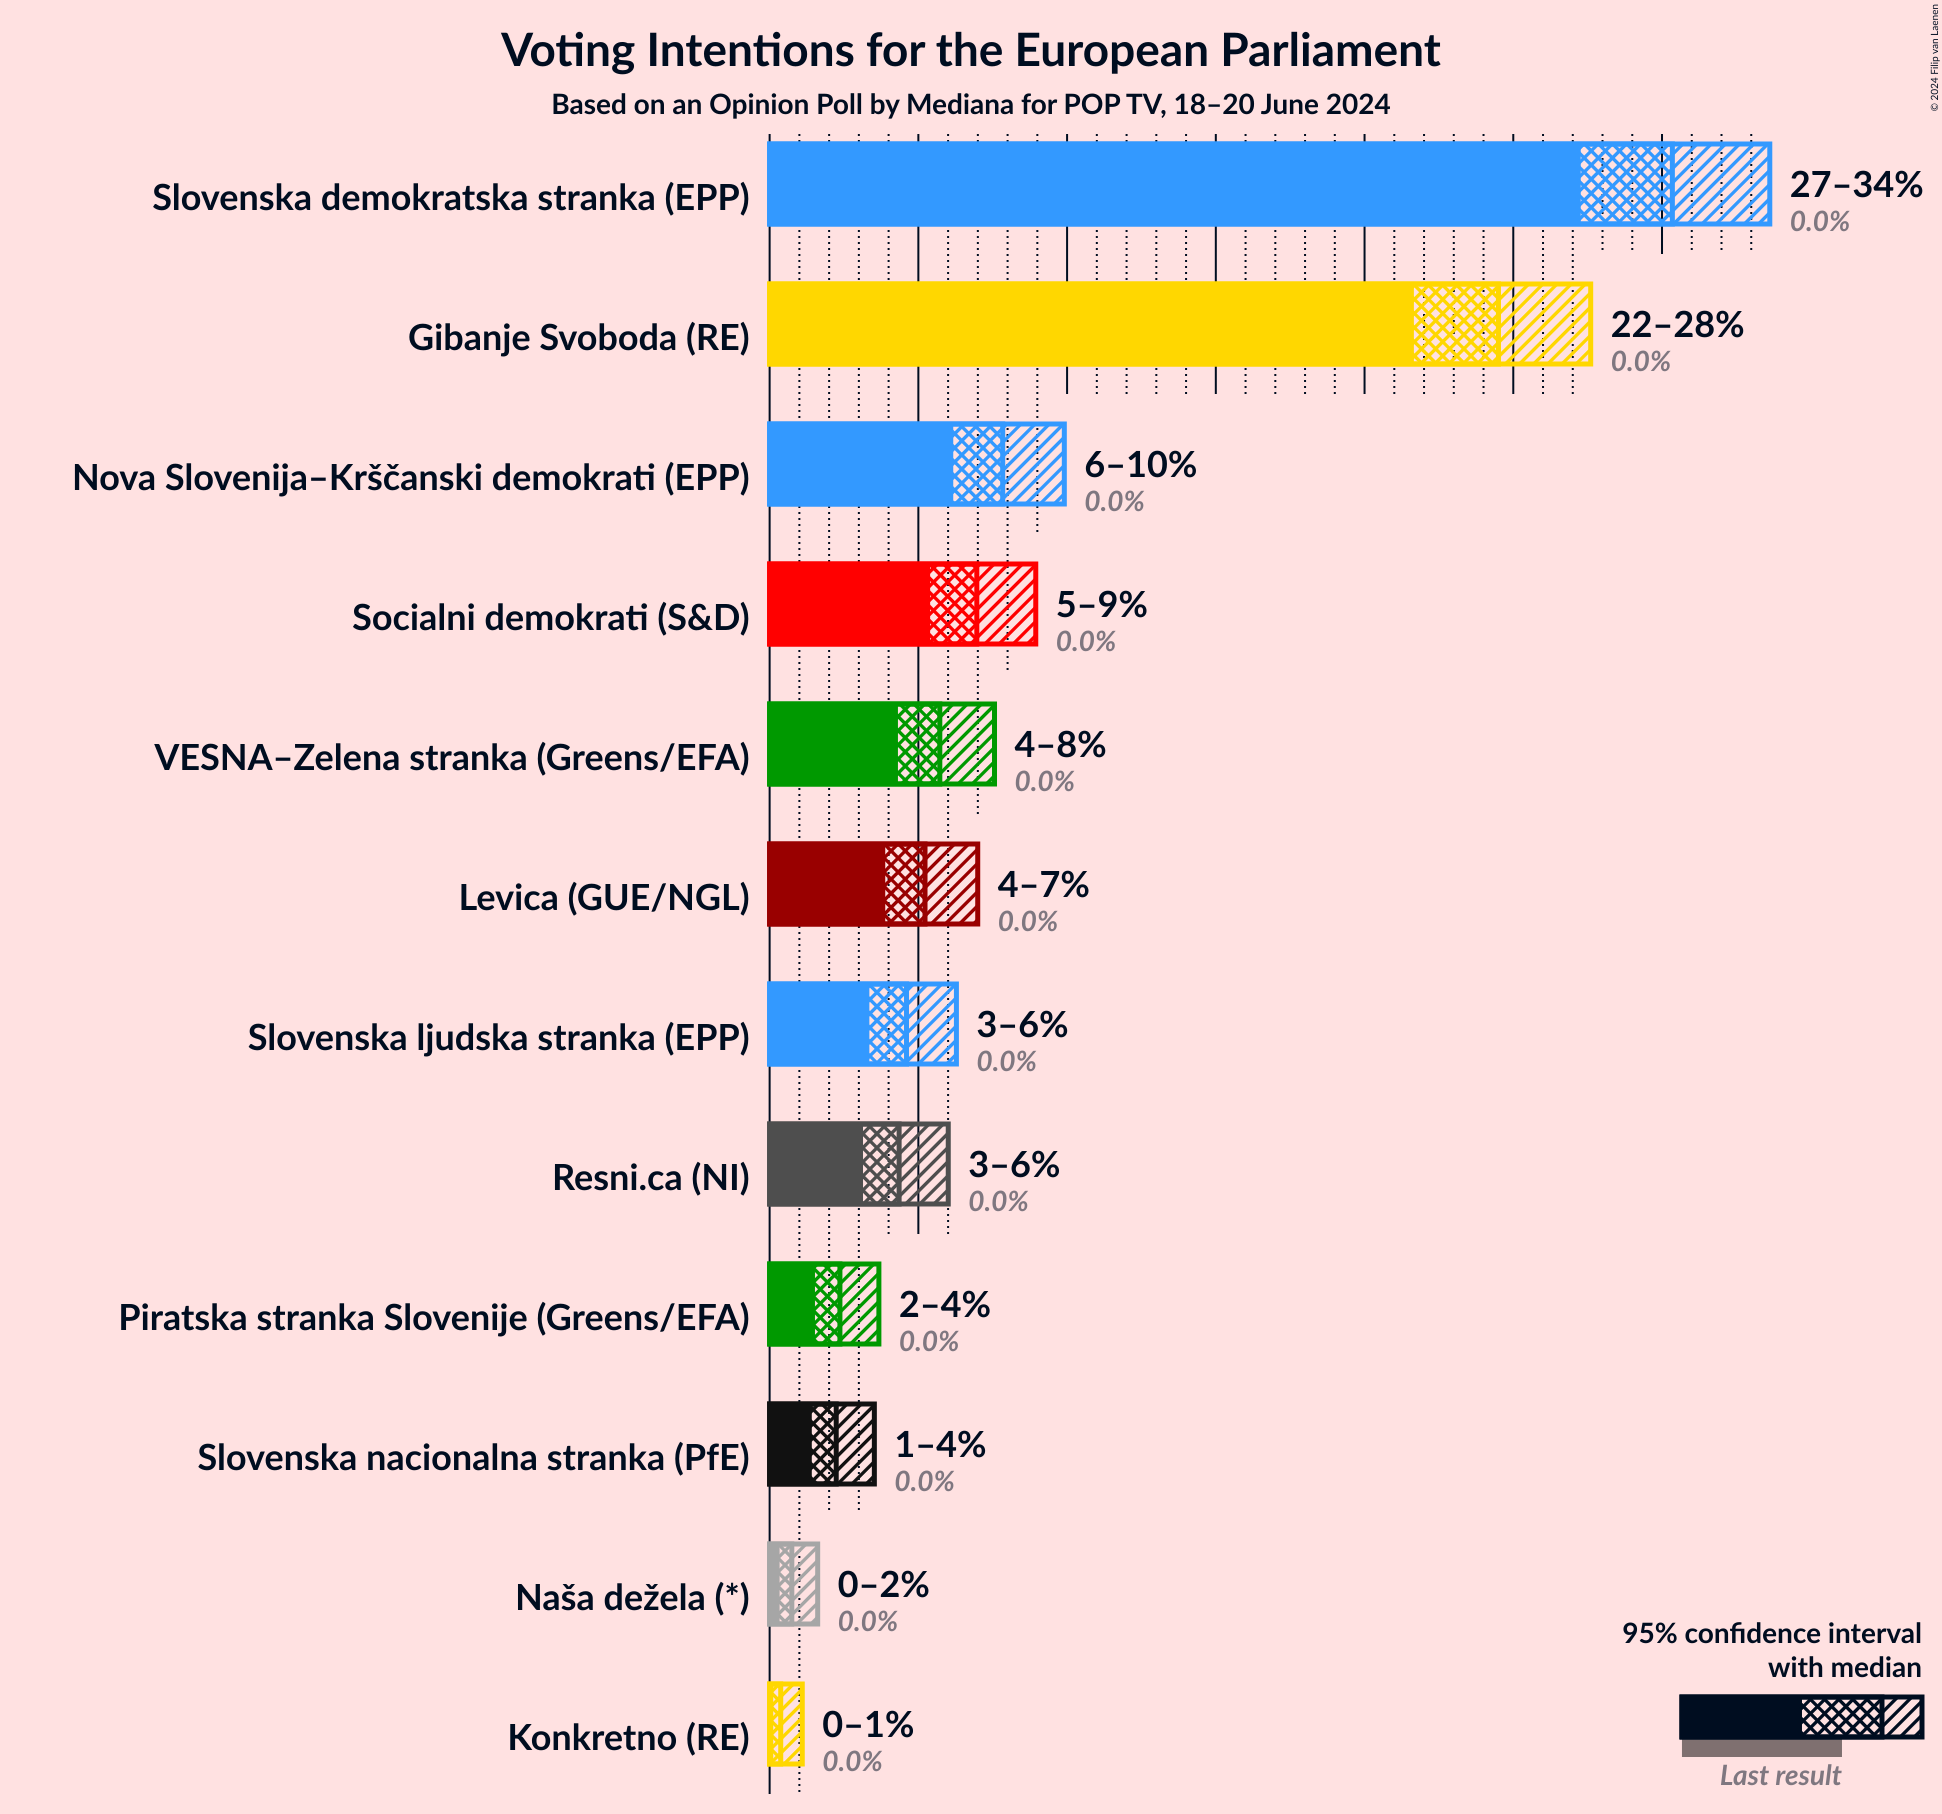 Voting Intentions for the European Parliament
Based on an Opinion Poll by Mediana for POP TV, 18–20 June 2024
© 2024 Filip van Laenen
Slovenska demokratska stranka (EPP)
27–34%
0.0%
Gibanje Svoboda (RE)
22–28%
0.0%
Nova Slovenija–Krščanski demokrati (EPP)
6–10%
0.0%
Socialni demokrati (S&D)
5–9%
0.0%
VESNA–Zelena stranka (Greens/EFA)
4–8%
0.0%
Levica (GUE/NGL)
4–7%
0.0%
Slovenska ljudska stranka (EPP)
3–6%
0.0%
Resni.ca (NI)
3–6%
0.0%
Piratska stranka Slovenije (Greens/EFA)
2–4%
0.0%
Slovenska nacionalna stranka (PfE)
1–4%
0.0%
Naša dežela (*)
0–2%
0.0%
Konkretno (RE)
0–1%
0.0%
95% confidence interval
with median
Last result